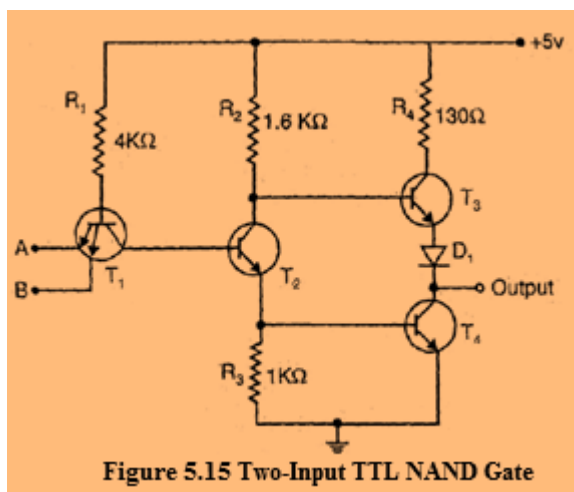 +5v
R₁
4KΩ
R₂
1.6 KΩ
R₄
130Ω
T₃
A
B
T₁
T₂
D₁
Output
T₄
R₃
1KΩ
Figure 5.15 Two-Input TTL NAND Gate